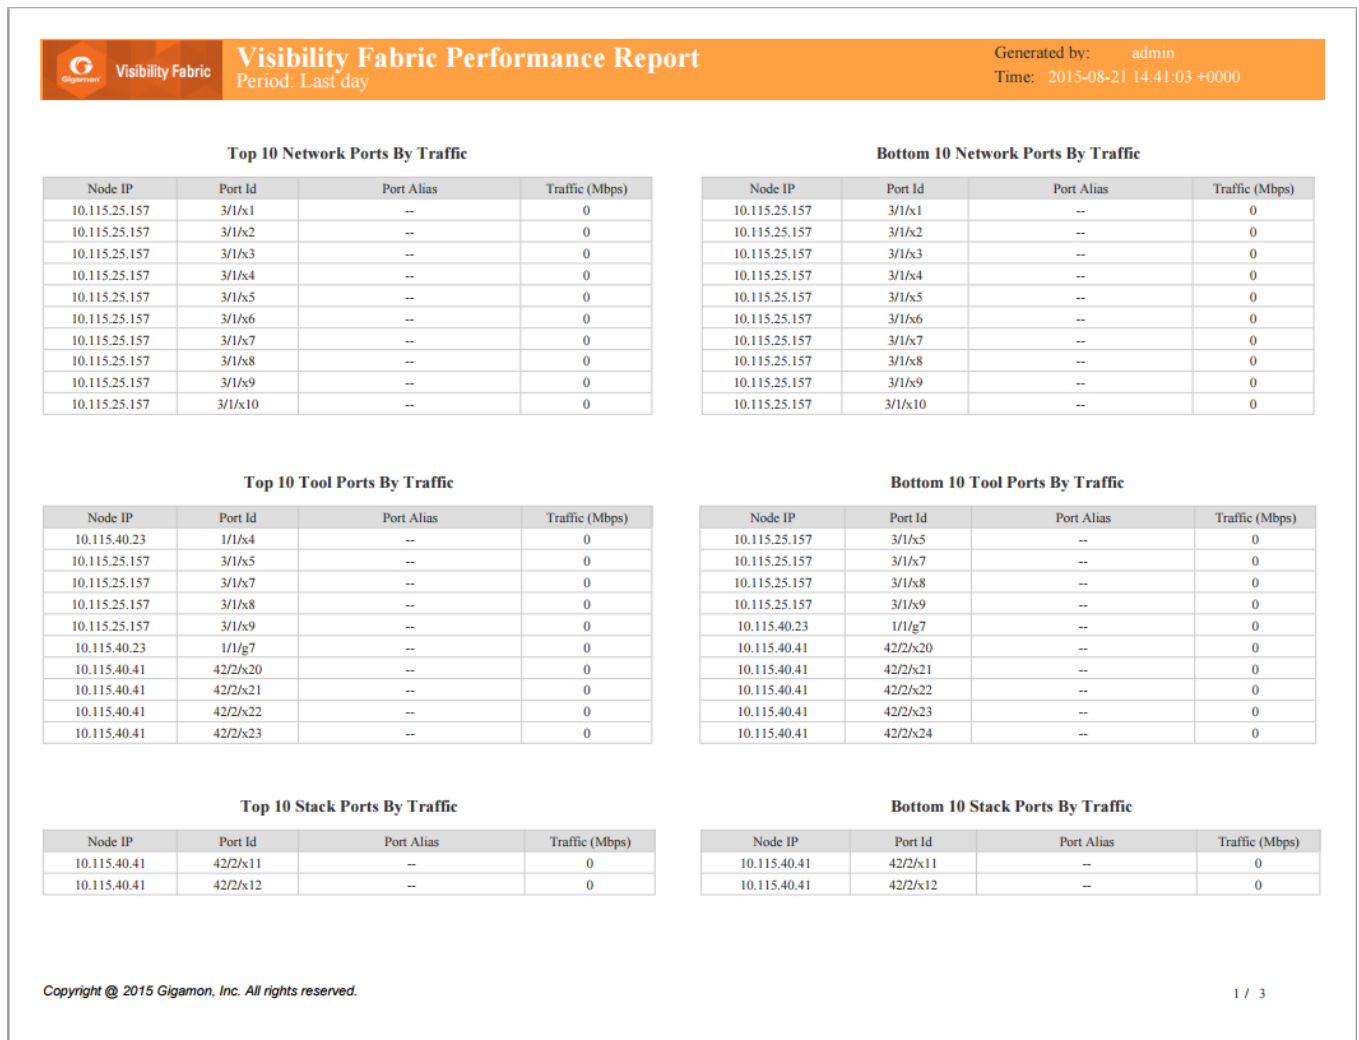 G
Gigamon
Visibility Fabric
Visibility Fabric Performance Report
Period: Last day
Generated by: admin
Time: 2015-08-21 14:41:03 +0000
Top 10 Network Ports By Traffic
Node IP Port Id Port Alias Traffic (Mbps)
10.115.25.157 3/1/x1 -- 0
10.115.25.157 3/1/x2 -- 0
10.115.25.157 3/1/x3 -- 0
10.115.25.157 3/1/x4 -- 0
10.115.25.157 3/1/x5 -- 0
10.115.25.157 3/1/x6 -- 0
10.115.25.157 3/1/x7 -- 0
10.115.25.157 3/1/x8 -- 0
10.115.25.157 3/1/x9 -- 0
10.115.25.157 3/1/x10 -- 0
Bottom 10 Network Ports By Traffic
Node IP Port Id Port Alias Traffic (Mbps)
10.115.25.157 3/1/x1 -- 0
10.115.25.157 3/1/x2 -- 0
10.115.25.157 3/1/x3 -- 0
10.115.25.157 3/1/x4 -- 0
10.115.25.157 3/1/x5 -- 0
10.115.25.157 3/1/x6 -- 0
10.115.25.157 3/1/x7 -- 0
10.115.25.157 3/1/x8 -- 0
10.115.25.157 3/1/x9 -- 0
10.115.25.157 3/1/x10 -- 0
Top 10 Tool Ports By Traffic
Node IP Port Id Port Alias Traffic (Mbps)
10.115.40.23 1/1/x4 -- 0
10.115.25.157 3/1/x5 -- 0
10.115.25.157 3/1/x7 -- 0
10.115.25.157 3/1/x8 -- 0
10.115.25.157 3/1/x9 -- 0
10.115.40.23 1/1/g7 -- 0
10.115.40.41 42/2/x20 -- 0
10.115.40.41 42/2/x21 -- 0
10.115.40.41 42/2/x22 -- 0
10.115.40.41 42/2/x23 -- 0
Bottom 10 Tool Ports By Traffic
Node IP Port Id Port Alias Traffic (Mbps)
10.115.25.157 3/1/x5 -- 0
10.115.25.157 3/1/x7 -- 0
10.115.25.157 3/1/x8 -- 0
10.115.25.157 3/1/x9 -- 0
10.115.40.23 1/1/g7 -- 0
10.115.40.41 42/2/x20 -- 0
10.115.40.41 42/2/x21 -- 0
10.115.40.41 42/2/x22 -- 0
10.115.40.41 42/2/x23 -- 0
10.115.40.41 42/2/x24 -- 0
Top 10 Stack Ports By Traffic
Node IP Port Id Port Alias Traffic (Mbps)
10.115.40.41 42/2/x11 -- 0
10.115.40.41 42/2/x12 -- 0
Bottom 10 Stack Ports By Traffic
Node IP Port Id Port Alias Traffic (Mbps)
10.115.40.41 42/2/x11 -- 0
10.115.40.41 42/2/x12 -- 0
Copyright @ 2015 Gigamon, Inc. All rights reserved.
1 / 3